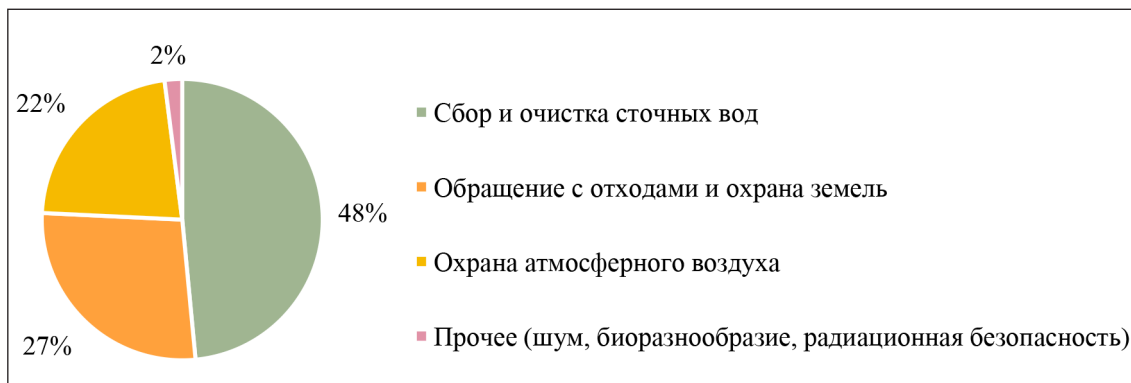 2%
22%
48%
27%
Сбор и очистка сточных вод
Обращение с отходами и охрана земель
Охрана атмосферного воздуха
Прочее (шум, биоразнообразие, радиационная безопасность)